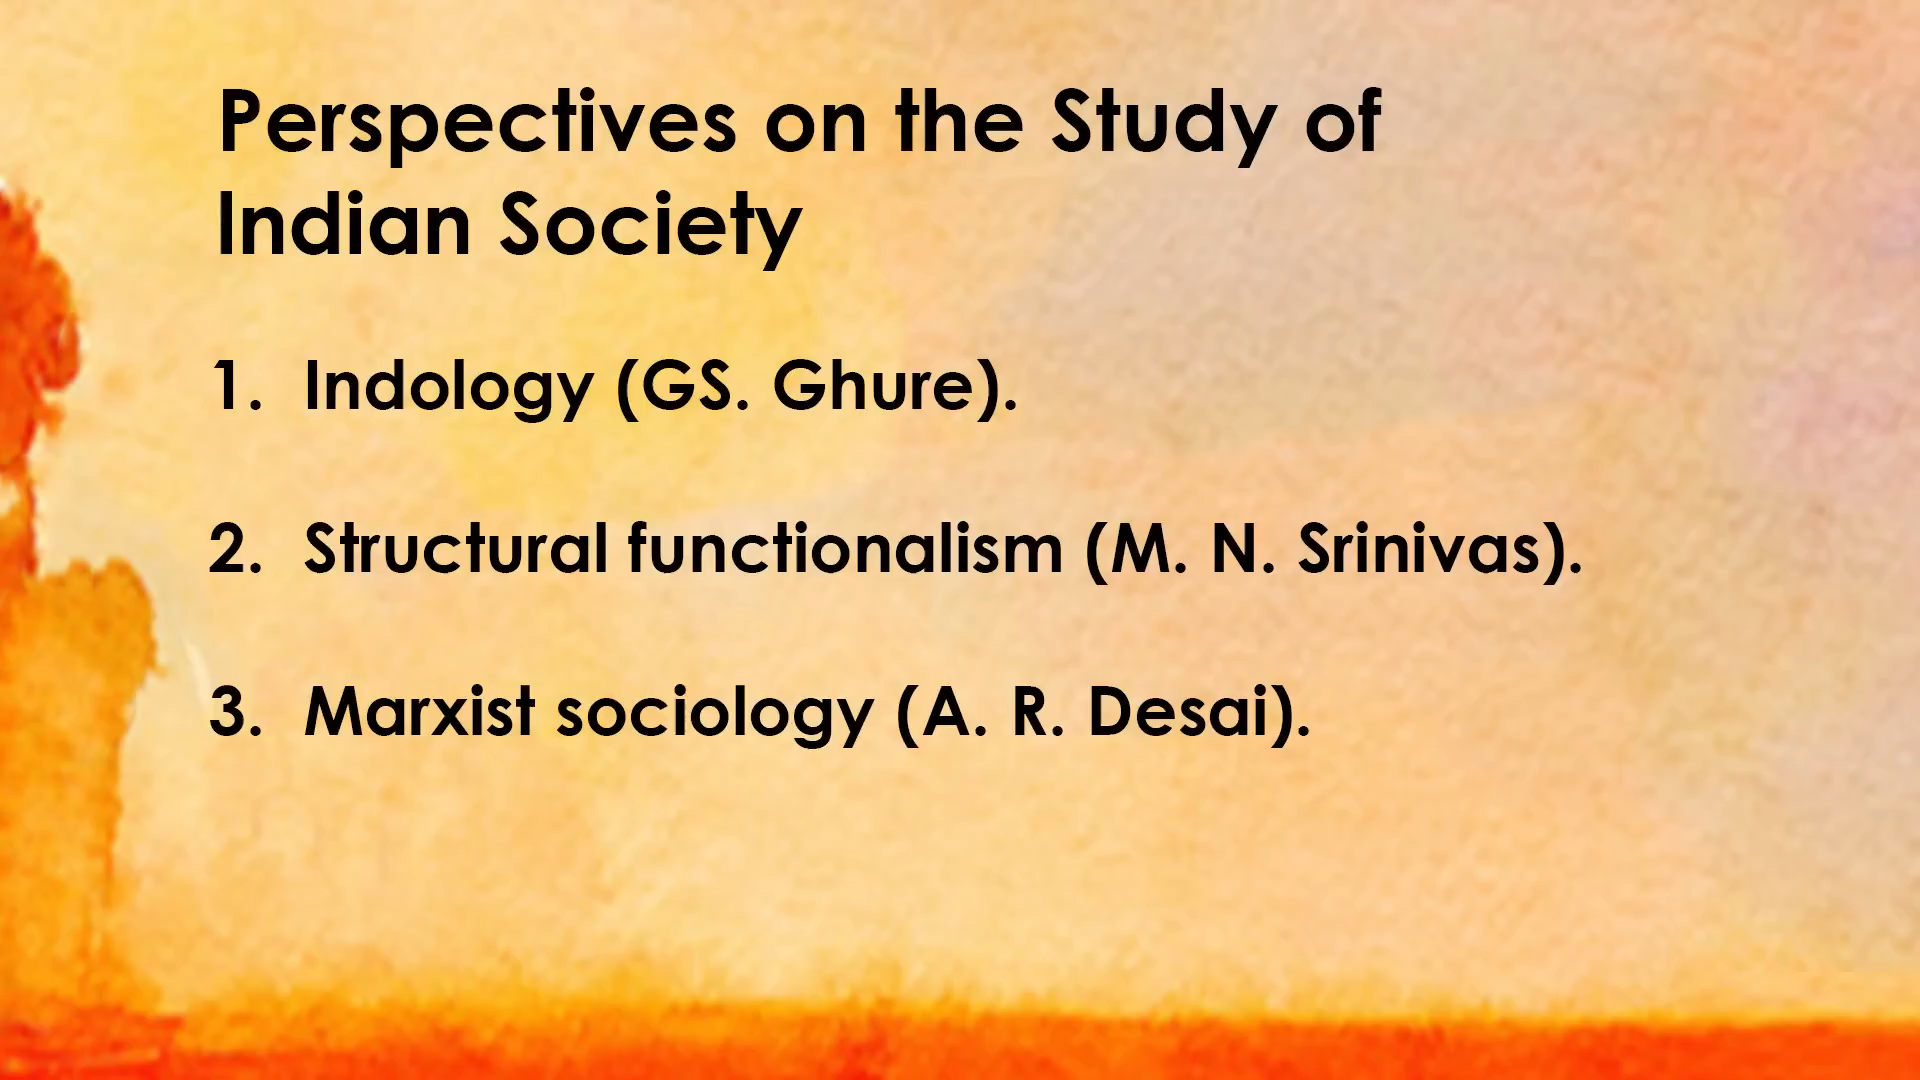 Perspectives on the Study of
Indian Society
1. Indology (GS. Ghure).
2. Structural functionalism (M. N. Srinivas).
3. Marxist sociology (A. R. Desai).